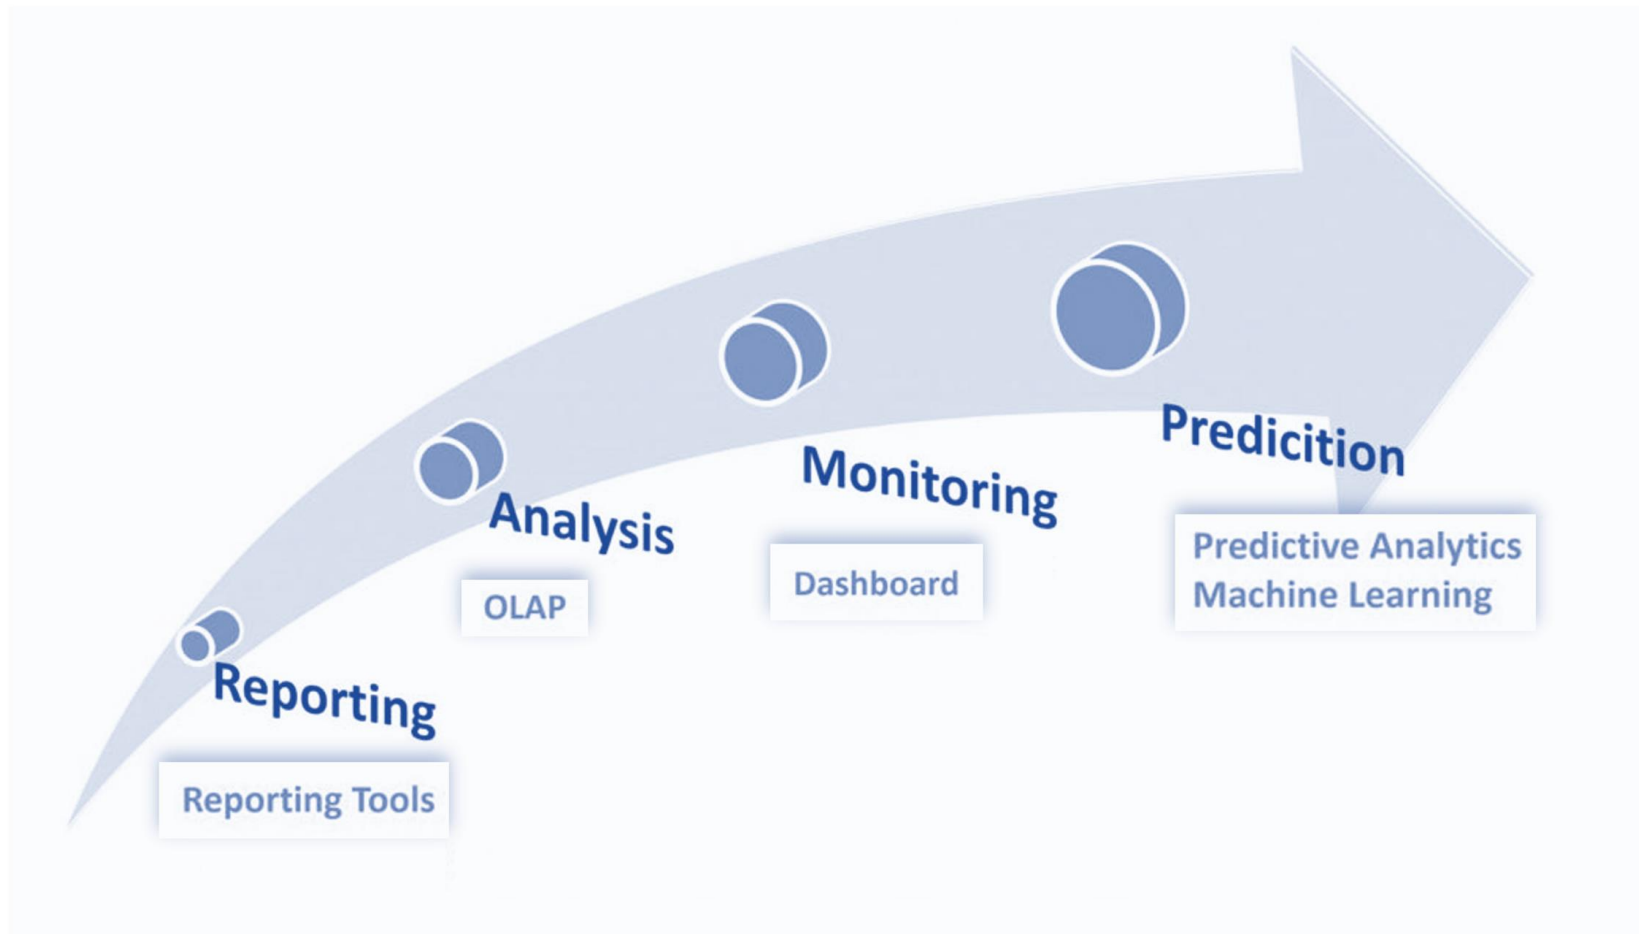 Reporting
Reporting Tools
Analysis
OLAP
Monitoring
Dashboard
Predicition
Predictive Analytics
Machine Learning